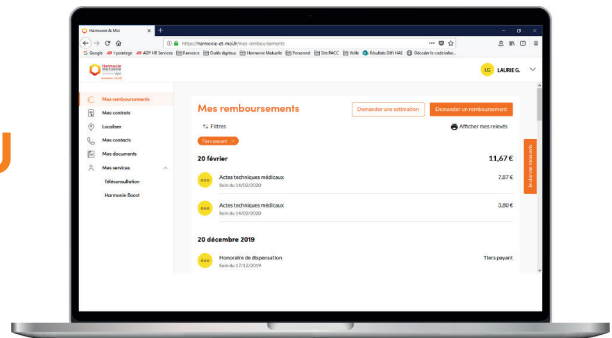 Harmonie & Moi
https://harmonie-et-moi.fr/mes-remboursements
Google
harmonie
mutuelle
LG LAURIE G.
Mes remboursements
Mes contrats
Localiser
Mes contacts
Mes documents
Mes services
Téléconsultation
Harmonie Boost
Mes remboursements
Demander une estimation
Demander un remboursement
Filtres
Afficher mes relevés
Tiers payant
20 février
11,67 €
Actes techniques médicaux
7,87 €
Soin du 14/02/2020
Actes techniques médicaux
3,80 €
Soin du 14/02/2020
20 décembre 2019
Honoraire de dispensation
Tiers payant
Soin du 17/12/2019
Je donne mon avis